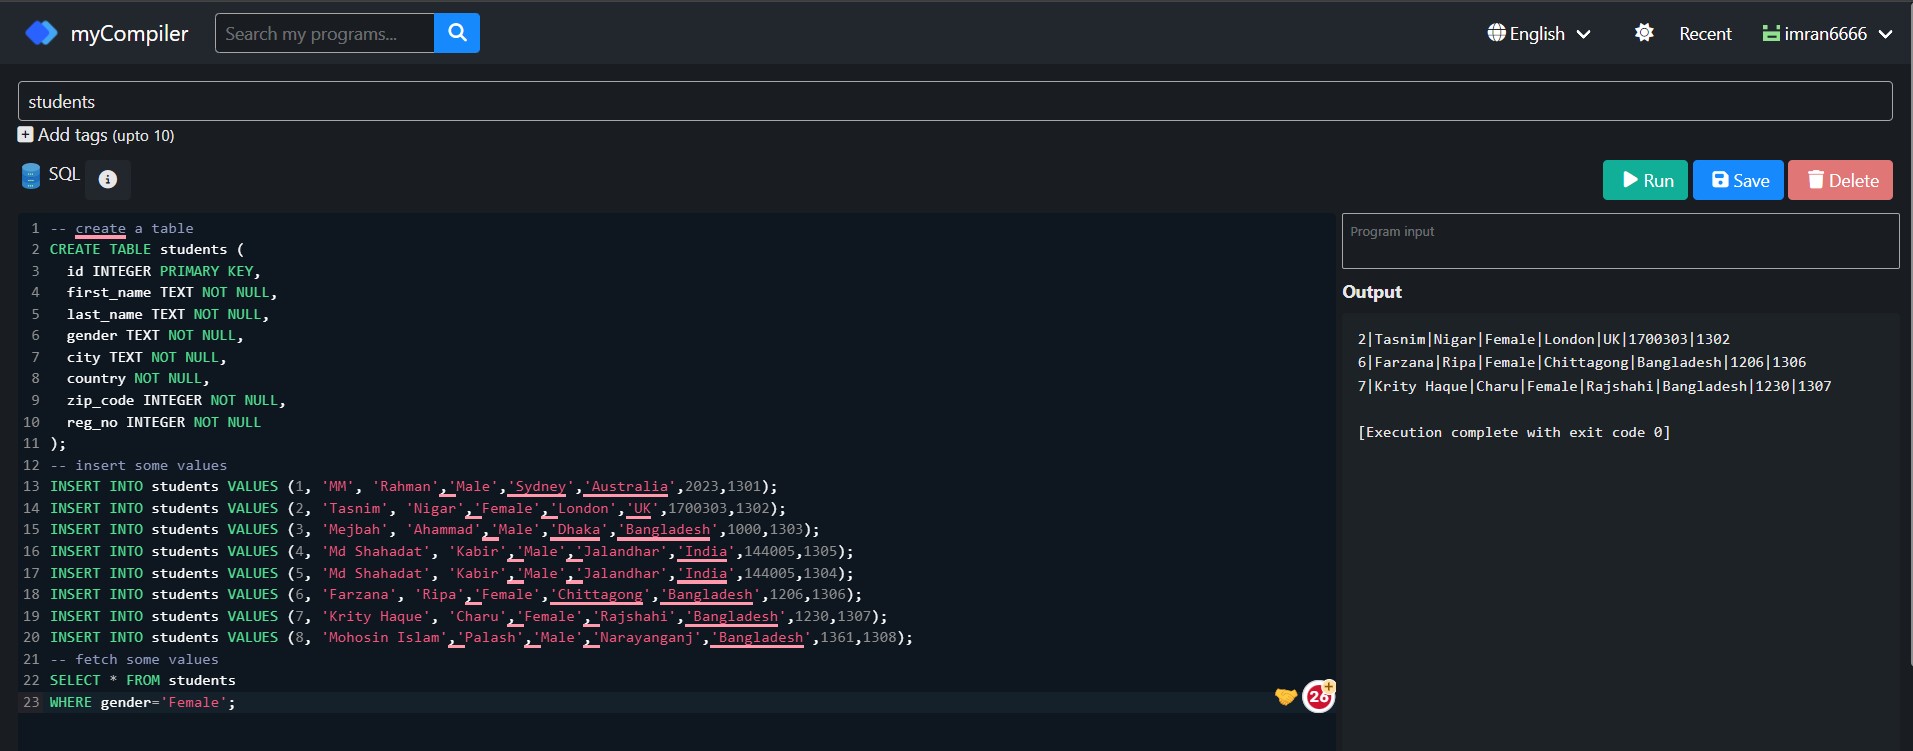 myCompiler
Search my programs...
English
Recent
imran6666
students
Add tags (upto 10)
SQL
Run
Save
Delete
1 -- create a table
2 CREATE TABLE students (
3 id INTEGER PRIMARY KEY,
4 first_name TEXT NOT NULL,
5 last_name TEXT NOT NULL,
6 gender TEXT NOT NULL,
7 city TEXT NOT NULL,
8 country NOT NULL,
9 zip_code INTEGER NOT NULL,
10 reg_no INTEGER NOT NULL
11 );
12 -- insert some values
13 INSERT INTO students VALUES (1, 'MM', 'Rahman','Male','Sydney','Australia',2023,1301);
14 INSERT INTO students VALUES (2, 'Tasnim', 'Nigar','Female','London','UK',1700303,1302);
15 INSERT INTO students VALUES (3, 'Mejbah', 'Ahammad','Male','Dhaka','Bangladesh',1000,1303);
16 INSERT INTO students VALUES (4, 'Md Shahadat', 'Kabir','Male','Jalandhar','India',144005,1305);
17 INSERT INTO students VALUES (5, 'Md Shahadat', 'Kabir','Male','Jalandhar','India',144005,1304);
18 INSERT INTO students VALUES (6, 'Farzana', 'Ripa','Female','Chittagong','Bangladesh',1206,1306);
19 INSERT INTO students VALUES (7, 'Krity Haque', 'Charu','Female','Rajshahi','Bangladesh',1230,1307);
20 INSERT INTO students VALUES (8, 'Mohosin Islam','Palash','Male','Narayanganj','Bangladesh',1361,1308);
21 -- fetch some values
22 SELECT * FROM students
23 WHERE gender='Female';
26
Program input
Output
2|Tasnim|Nigar|Female|London|UK|1700303|1302
6|Farzana|Ripa|Female|Chittagong|Bangladesh|1206|1306
7|Krity Haque|Charu|Female|Rajshahi|Bangladesh|1230|1307
[Execution complete with exit code 0]